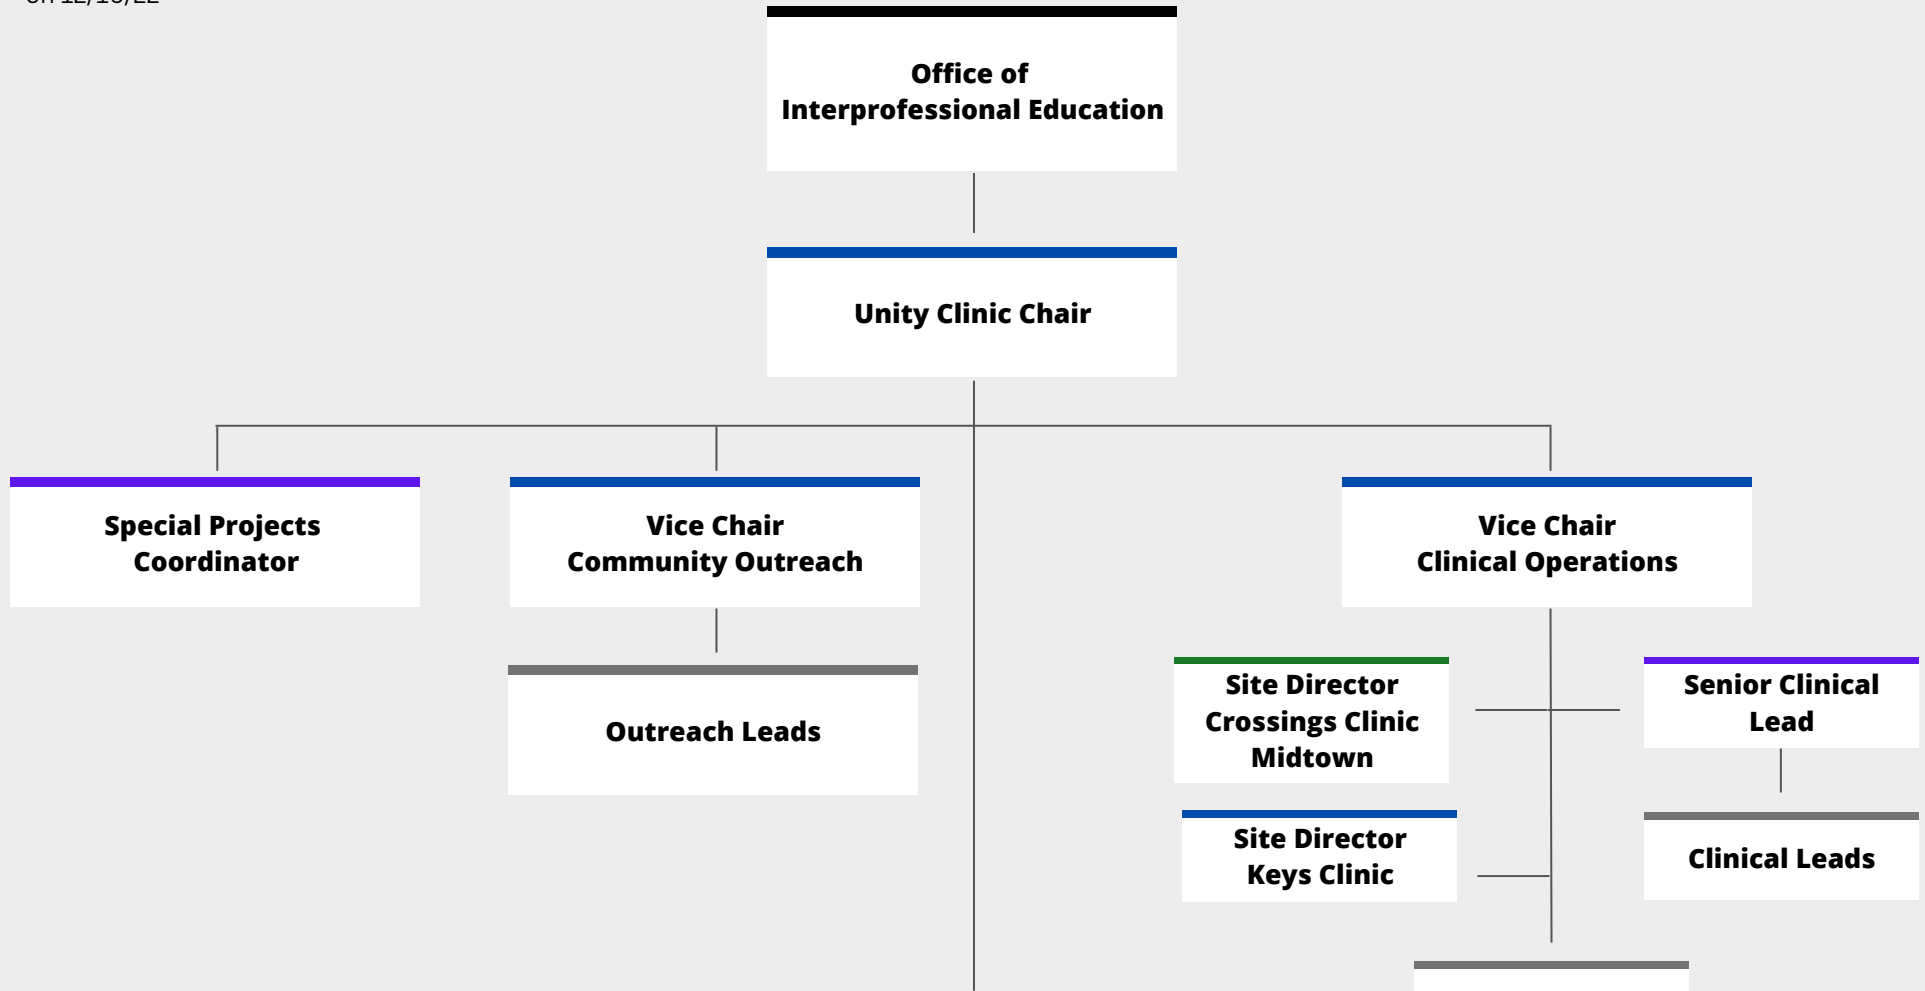 Office of
Interprofessional Education
Unity Clinic Chair
Special Projects
Coordinator
Vice Chair
Community Outreach
Vice Chair
Clinical Operations
Outreach Leads
Site Director
Crossings Clinic
Midtown
Senior Clinical
Lead
Site Director
Keys Clinic
Clinical Leads